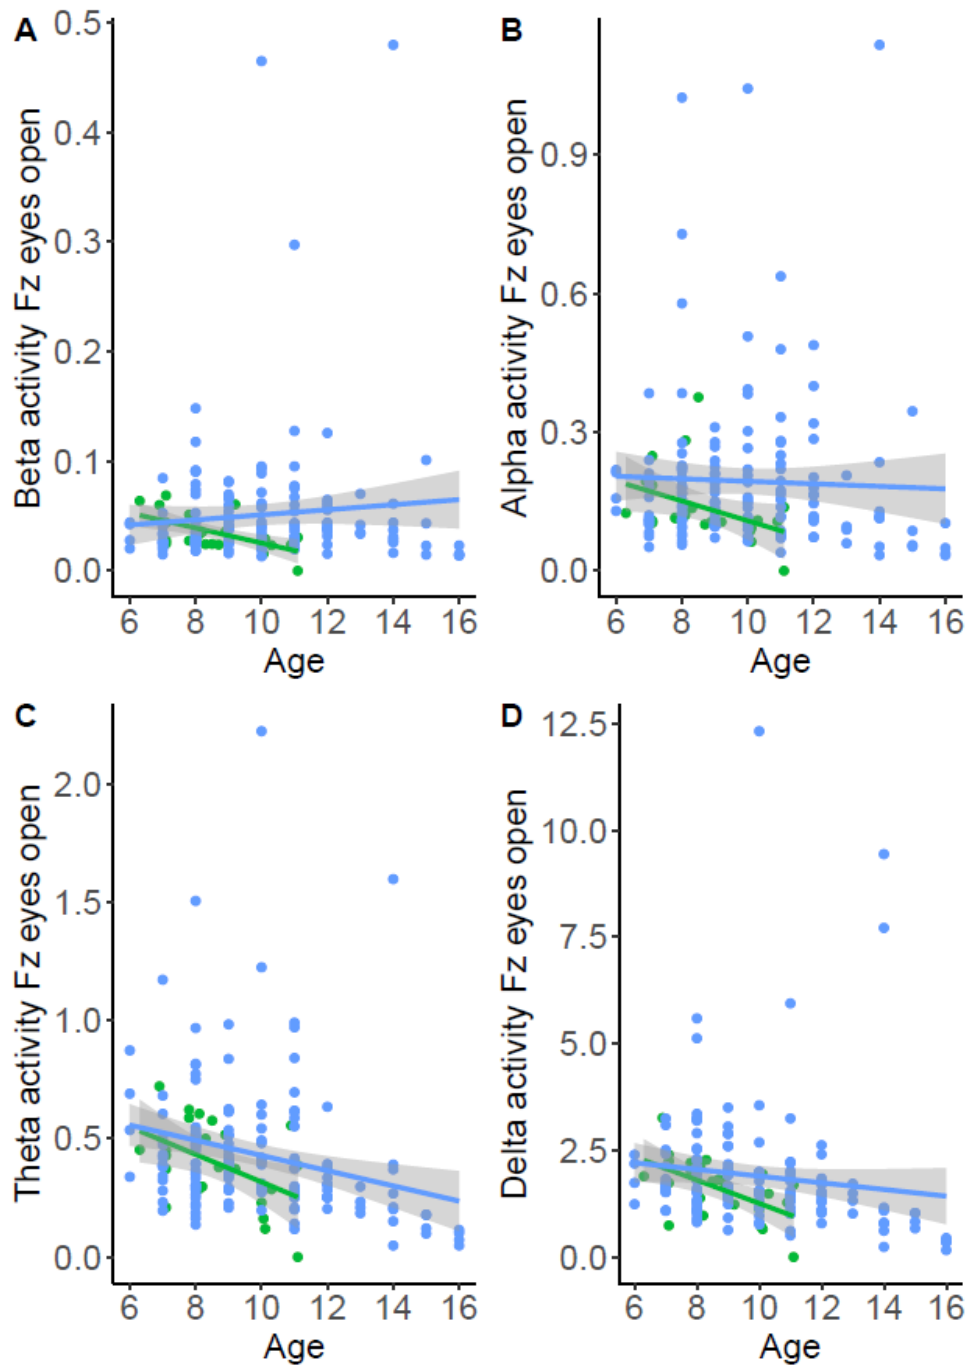 A
Beta activity Fz eyes open
0.5
0.4
0.3
0.2
0.1
0.0
6 8 10 12 14 16
Age
B
Alpha activity Fz eyes open
0.9
0.6
0.3
0.0
6 8 10 12 14 16
Age
C
Theta activity Fz eyes open
2.0
1.5
1.0
0.5
0.0
6 8 10 12 14 16
Age
D
Delta activity Fz eyes open
12.5
10.0
7.5
5.0
2.5
0.0
6 8 10 12 14 16
Age